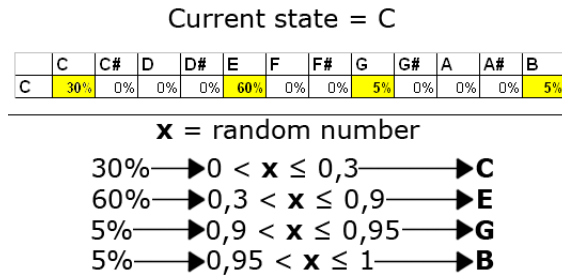 Current state = C
C C# D D# E F F# G G# A A# B
C 30% 0% 0% 0% 60% 0% 0% 5% 0% 0% 0% 5%
x = random number
30% 0 < x ≤ 0,3 C
60% 0,3 < x ≤ 0,9 E
5% 0,9 < x ≤ 0,95 G
5% 0,95 < x ≤ 1 B